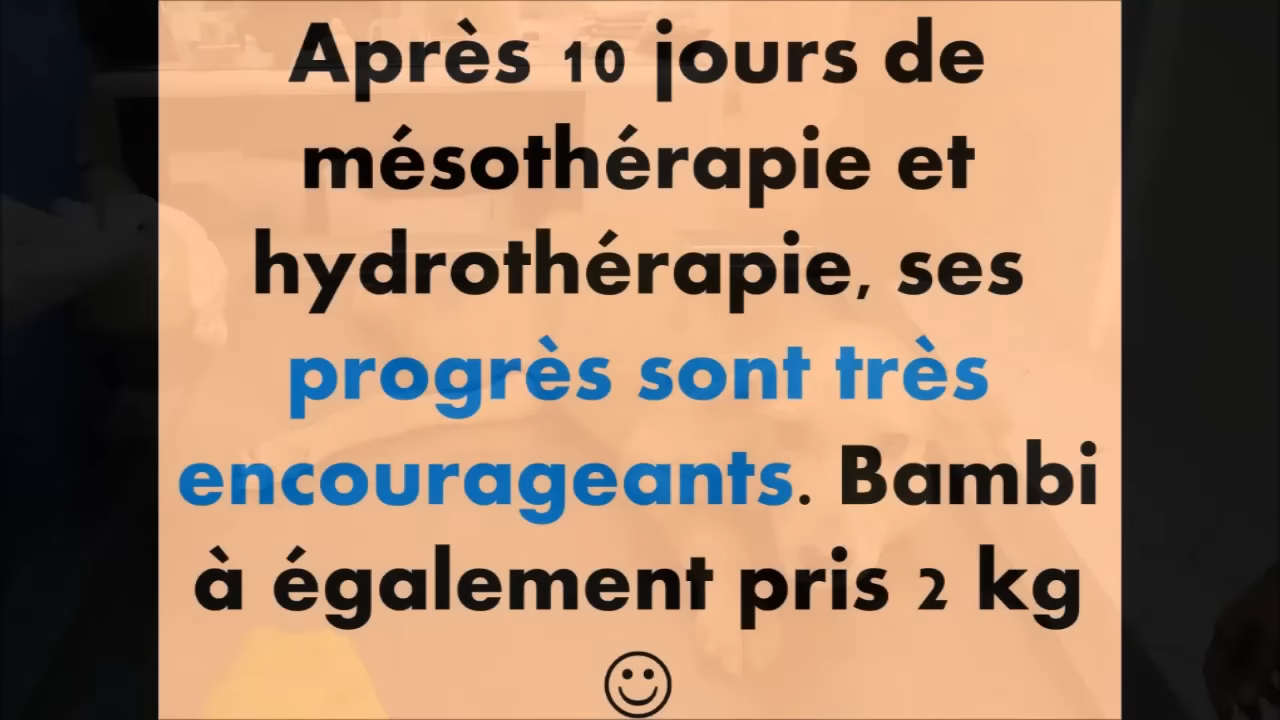 Après 10 jours de
mésothérapie et
hydrothérapie, ses
progrès sont très
encourageants. Bambi
à également pris 2 kg